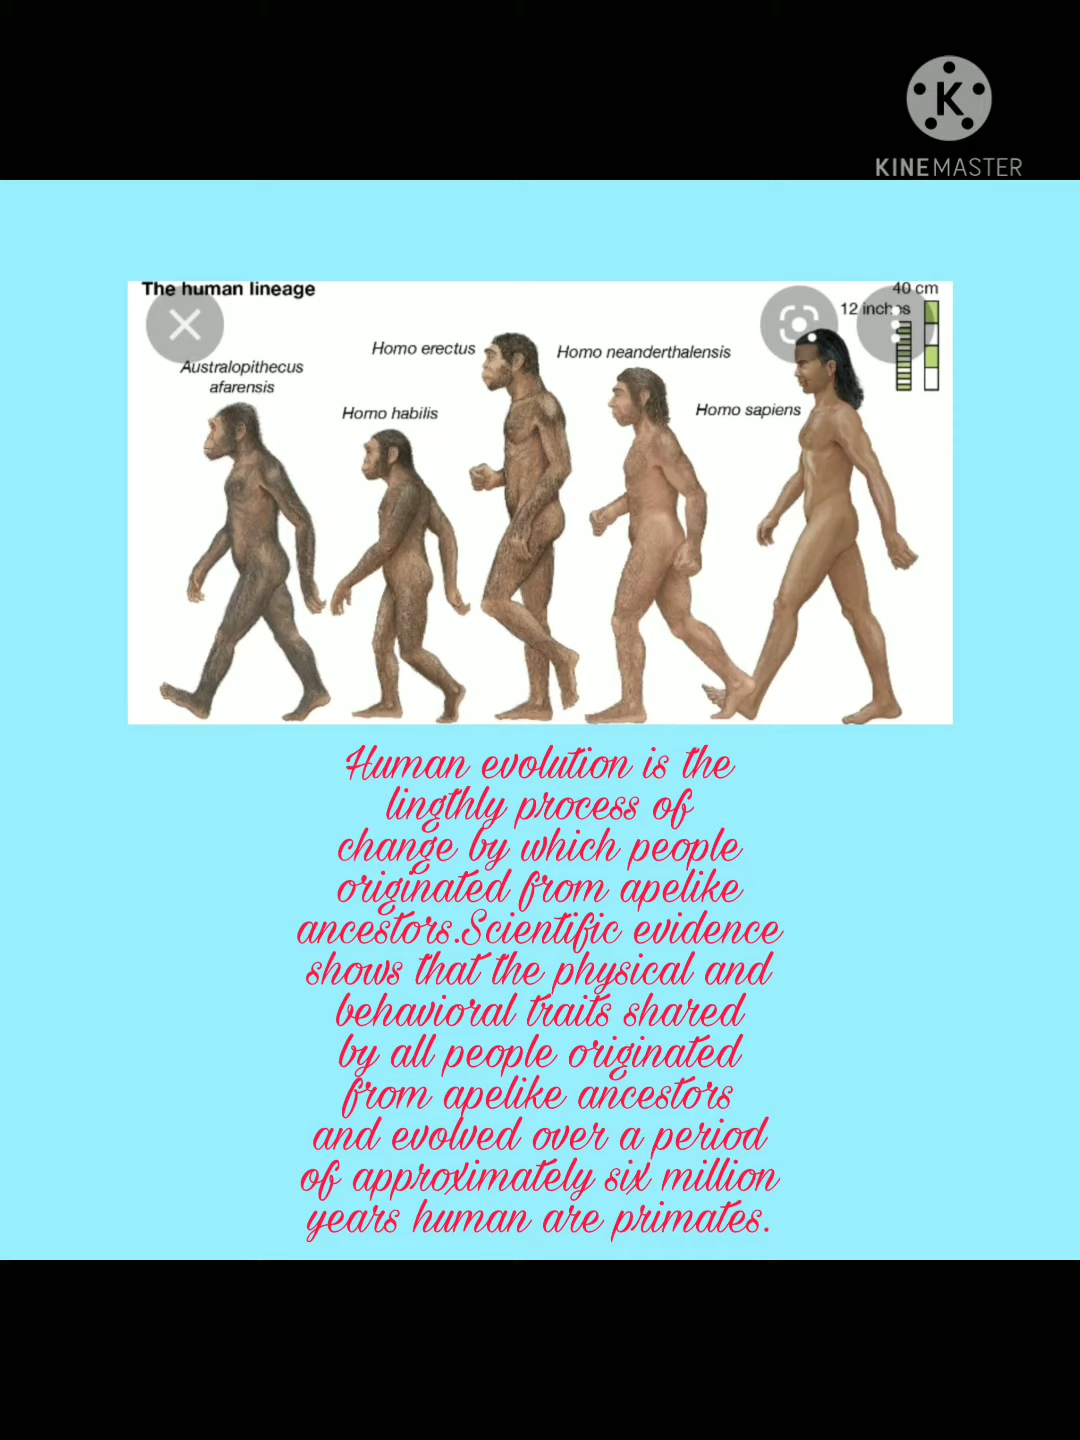 KINEMASTER
The human lineage
40 cm
12 inches
Australopithecus
afarensis
Homo habilis
Homo erectus
Homo neanderthalensis
Homo sapiens
Human evolution is the
lingthly process of
change by which people
originated from apelike
ancestors.Scientific evidence
shows that the physical and
behavioral traits shared
by all people originated
from apelike ancestors
and evolved over a period
of approximately six million
years human are primates.